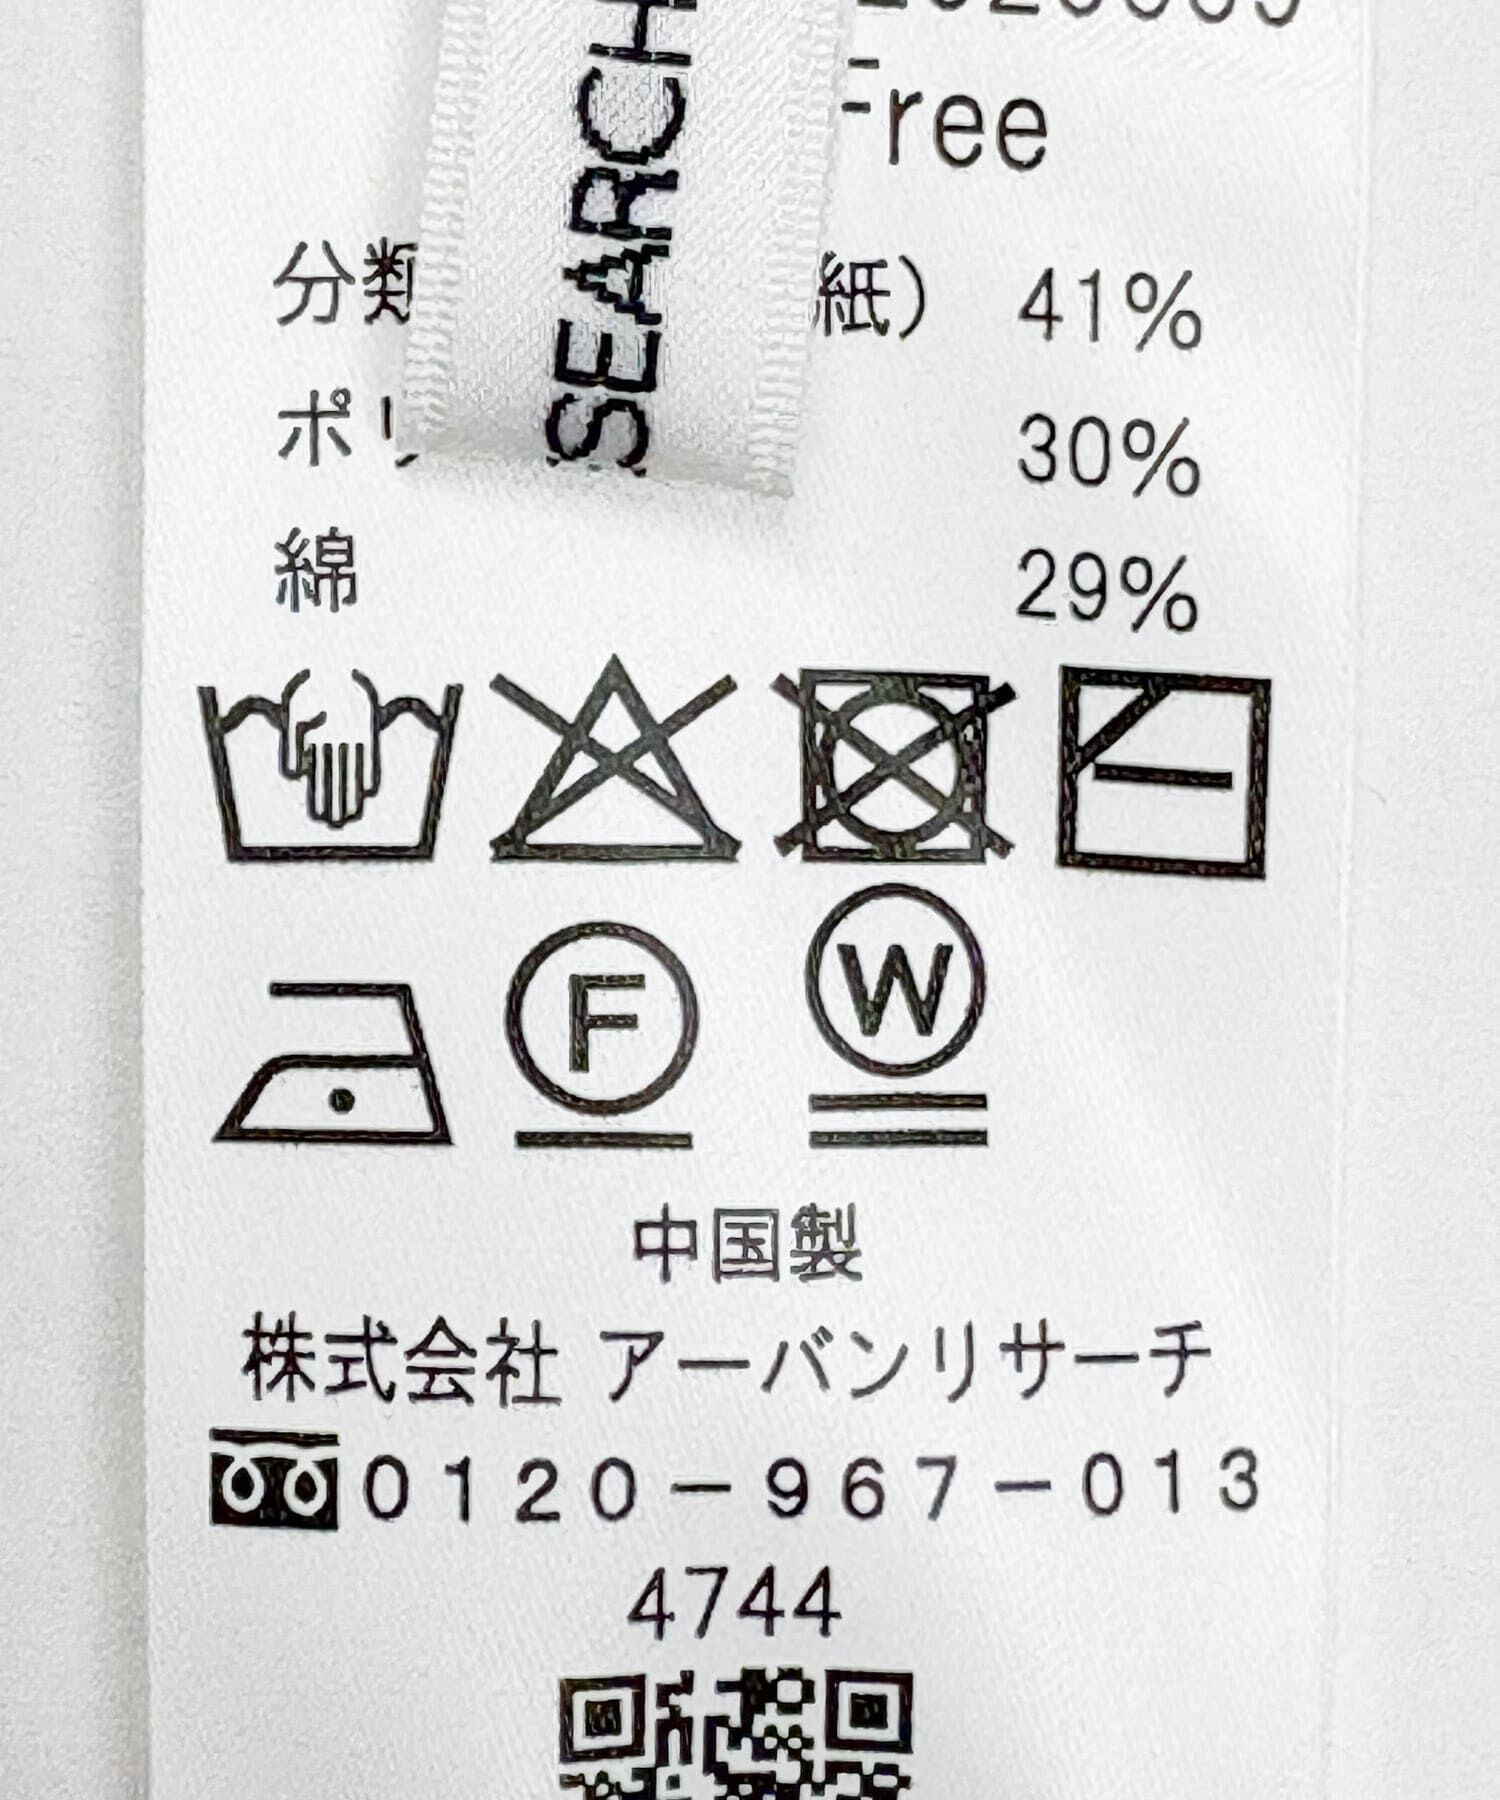 Free
SEARCH
分類 紙) 41%
ポリ 30%
綿 29%
F W
中国製
株式会社 アーバンリサーチ
0120-967-013
4744